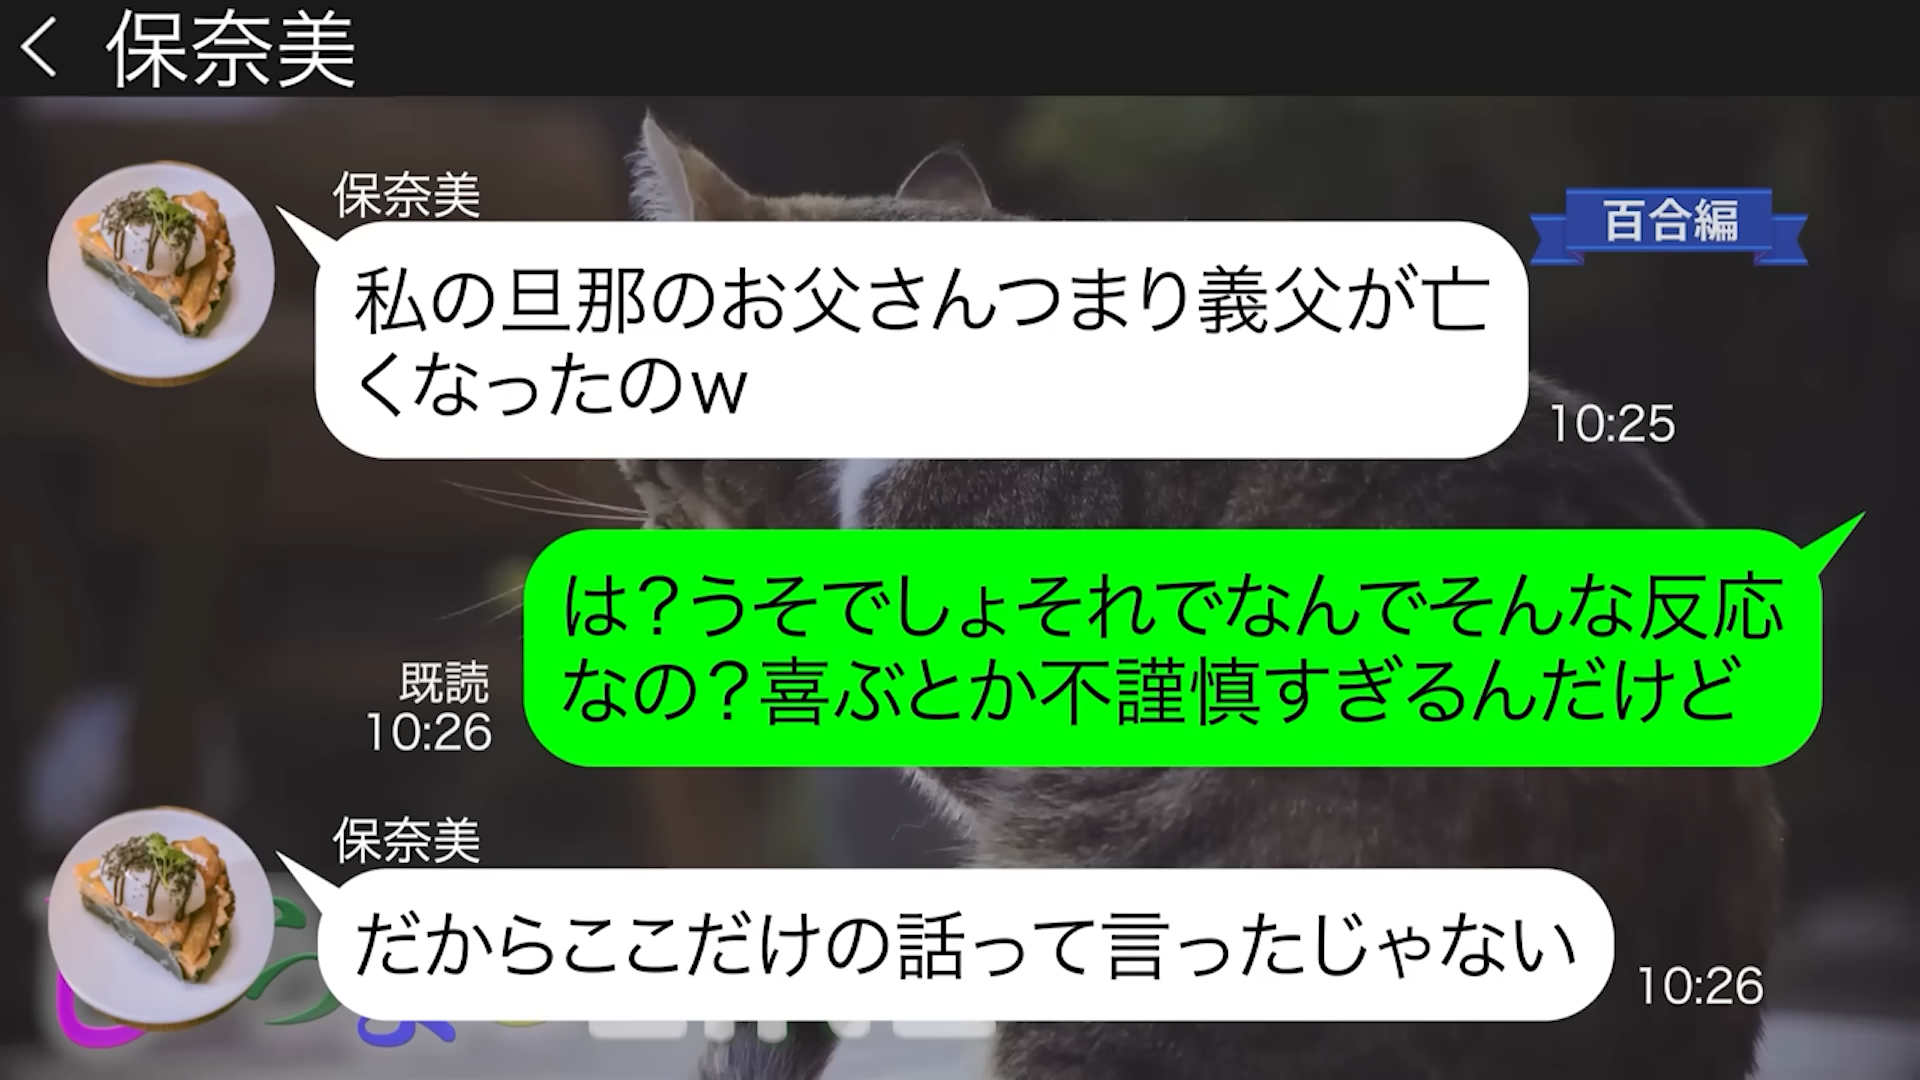 保奈美
保奈美
百合編
私の旦那のお父さんつまり義父が亡
くなったのw
10:25
は？うそでしょそれでなんでそんな反応
なの？喜ぶとか不謹慎すぎるんだけど
既読
10:26
保奈美
だからここだけの話って言ったじゃない
10:26